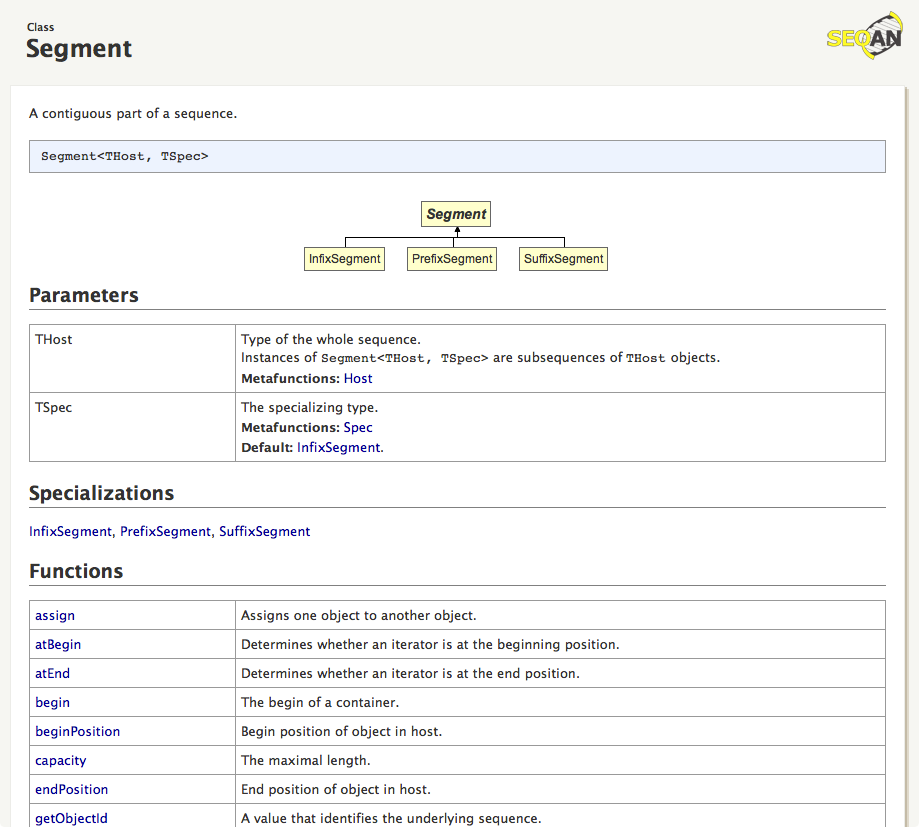 Class
Segment
SEQAN
A contiguous part of a sequence.
Segment<THost, TSpec>
Segment
InfixSegment PrefixSegment SuffixSegment
Parameters
THost Type of the whole sequence.
Instances of Segment<THost, TSpec> are subsequences of THost objects.
Metafunctions: Host
TSpec The specializing type.
Metafunctions: Spec
Default: InfixSegment.
Specializations
InfixSegment, PrefixSegment, SuffixSegment
Functions
assign Assigns one object to another object.
atBegin Determines whether an iterator is at the beginning position.
atEnd Determines whether an iterator is at the end position.
begin The begin of a container.
beginPosition Begin position of object in host.
capacity The maximal length.
endPosition End position of object in host.
getObjectId A value that identifies the underlying sequence.